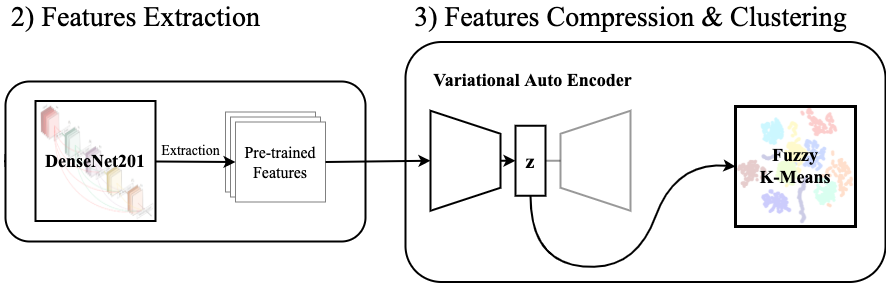 2) Features Extraction
3) Features Compression & Clustering
Variational Auto Encoder
DenseNet201
Extraction
Pre-trained
Features
z
Fuzzy
K-Means